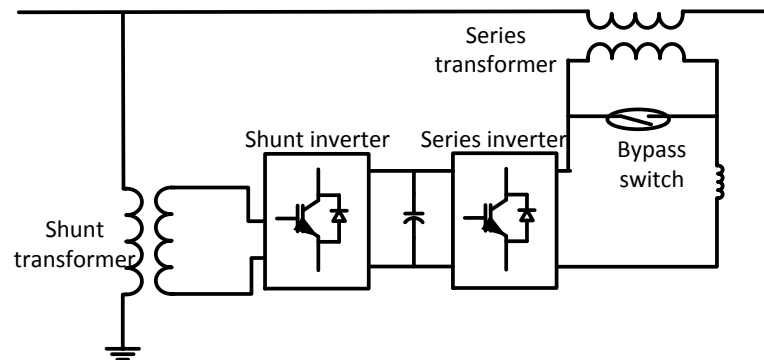 Series
transformer
Shunt inverter
Series inverter
Bypass
switch
Shunt
transformer